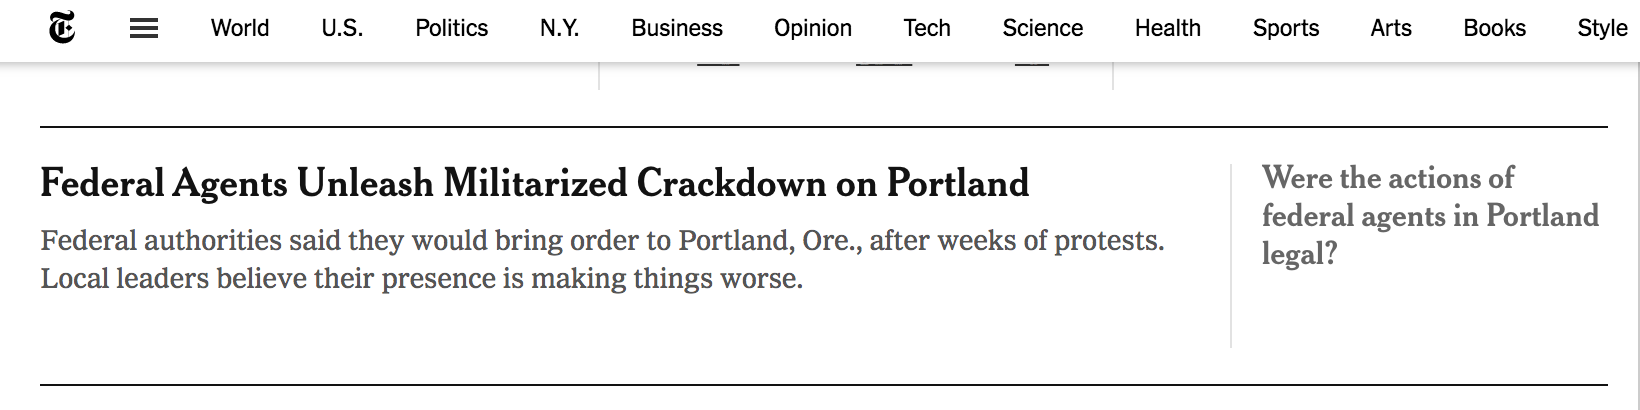 World U.S. Politics N.Y. Business Opinion Tech Science Health Sports Arts Books Style
Federal Agents Unleash Militarized Crackdown on Portland
Federal authorities said they would bring order to Portland, Ore., after weeks of protests.
Local leaders believe their presence is making things worse.
Were the actions of
federal agents in Portland
legal?